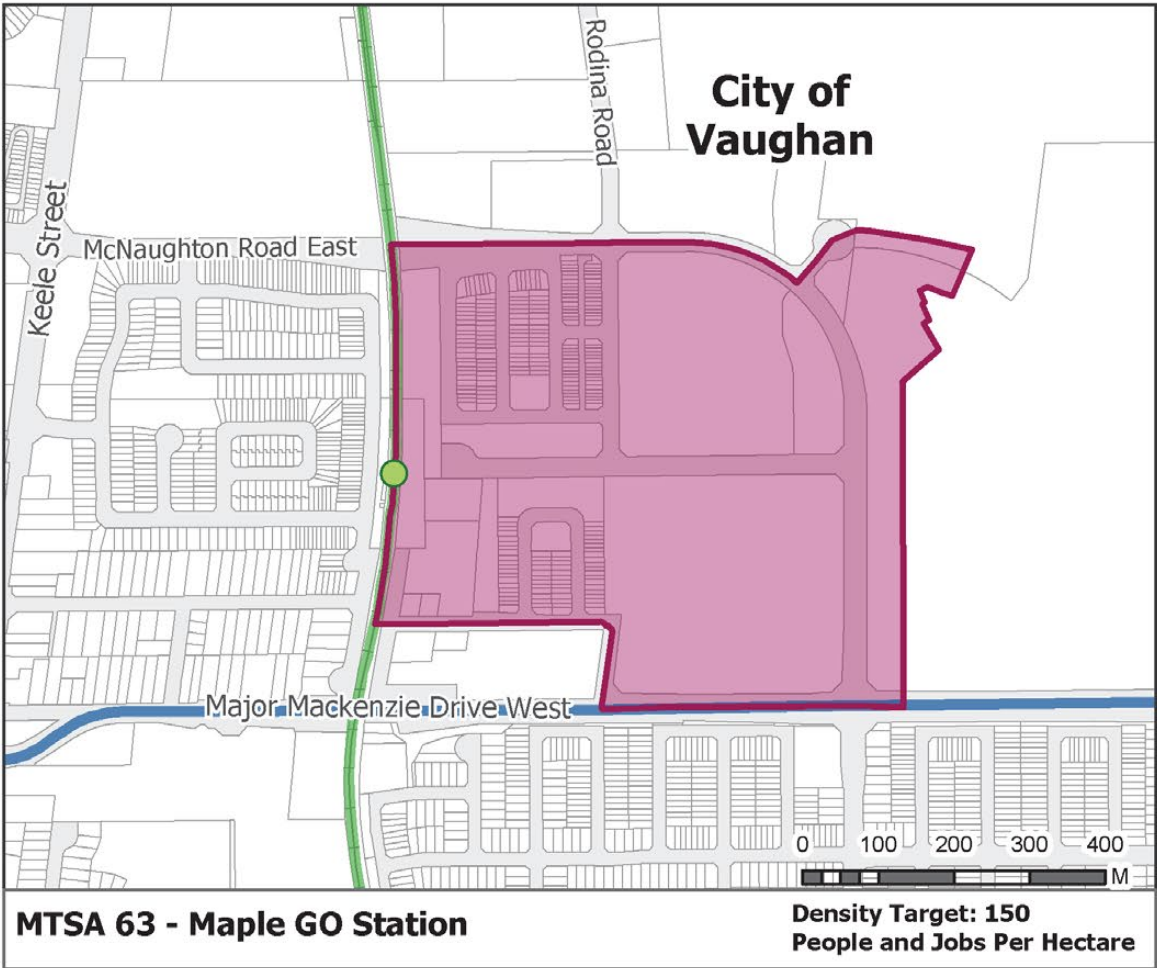 Rodina Road
City of
Vaughan
Keele Street
McNaughton Road East
Major Mackenzie Drive West
0 100 200 300 400
M
MTSA 63 - Maple GO Station
Density Target: 150
People and Jobs Per Hectare